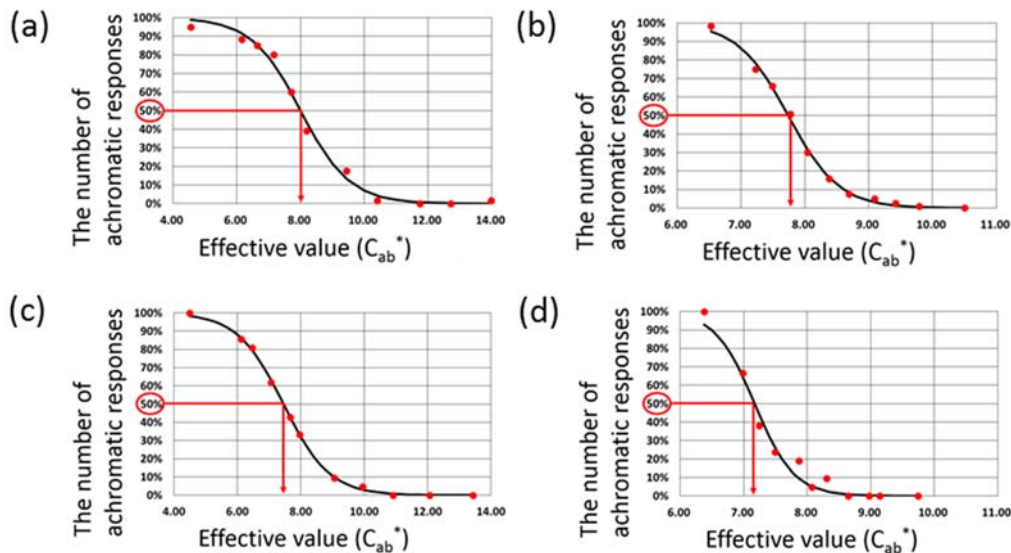 (a)
The number of
achromatic responses
100%
90%
80%
70%
60%
50%
40%
30%
20%
10%
0%
4.00 6.00 8.00 10.00 12.00 14.00
Effective value (Cab*)
(b)
The number of
achromatic responses
100%
90%
80%
70%
60%
50%
40%
30%
20%
10%
0%
6.00 7.00 8.00 9.00 10.00 11.00
Effective value (Cab*)
(c)
The number of
achromatic responses
100%
90%
80%
70%
60%
50%
40%
30%
20%
10%
0%
4.00 6.00 8.00 10.00 12.00 14.00
Effective value (Cab*)
(d)
The number of
achromatic responses
100%
90%
80%
70%
60%
50%
40%
30%
20%
10%
0%
6.00 7.00 8.00 9.00 10.00 11.00
Effective value (Cab*)